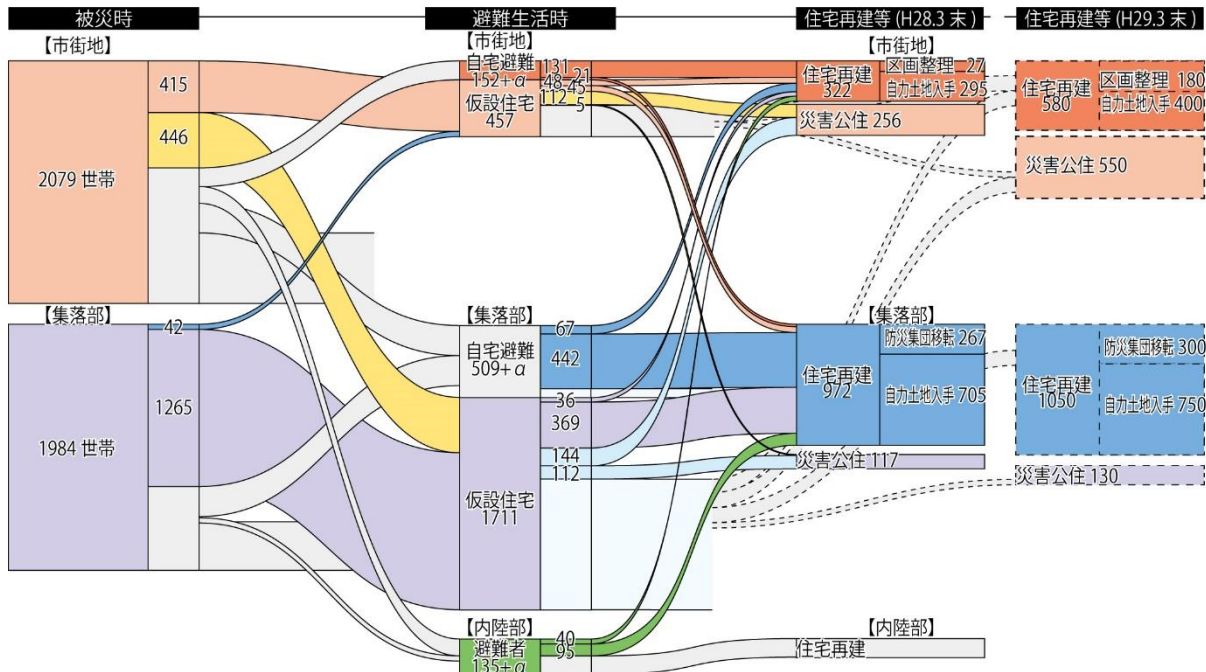 被災時
避難生活時
住宅再建等 (H28.3 末 )
住宅再建等 (H29.3 末 )
【市街地】
2079 世帯
415
446
【集落部】
1984 世帯
42
1265
【市街地】
自宅避難
152+α
仮設住宅
457
131
21
48
45
112
5
【集落部】
自宅避難
509+α
仮設住宅
1711
67
442
36
369
144
112
【内陸部】
避難者
135+α
40
95
【市街地】
住宅再建
322
区画整理 27
自力土地入手 295
災害公住 256
【集落部】
住宅再建
972
防災集団移転 267
自力土地入手 705
災害公住 117
【内陸部】
住宅再建
住宅再建
580
区画整理 180
自力土地入手 400
災害公住 550
住宅再建
1050
防災集団移転 300
自力土地入手 750
災害公住 130